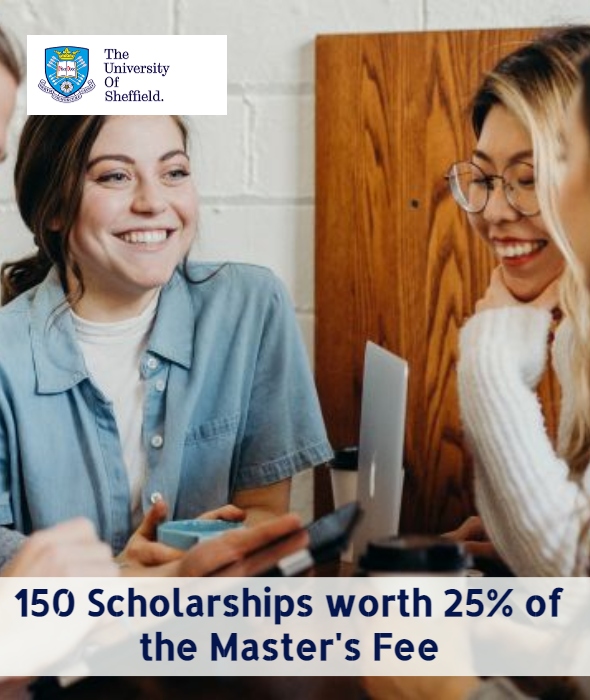 The
University
Of
Sheffield.
150 Scholarships worth 25% of
the Master's Fee